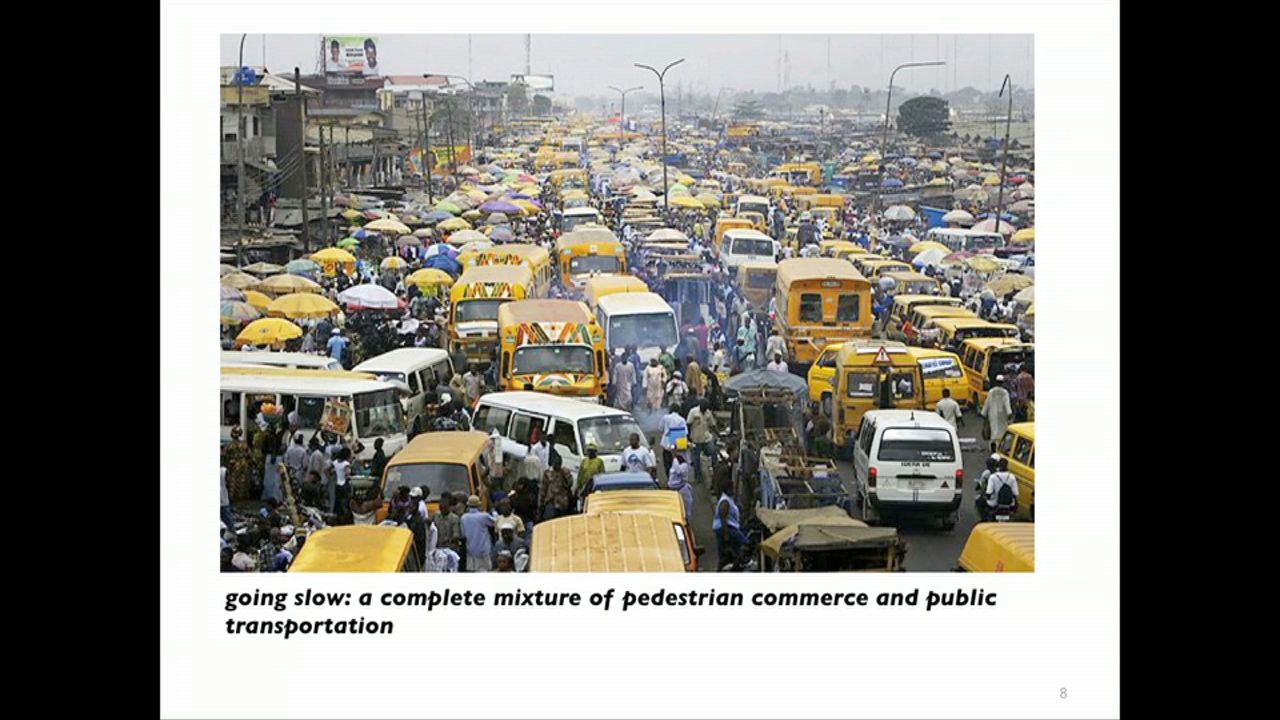 going slow: a complete mixture of pedestrian commerce and public
transportation
8